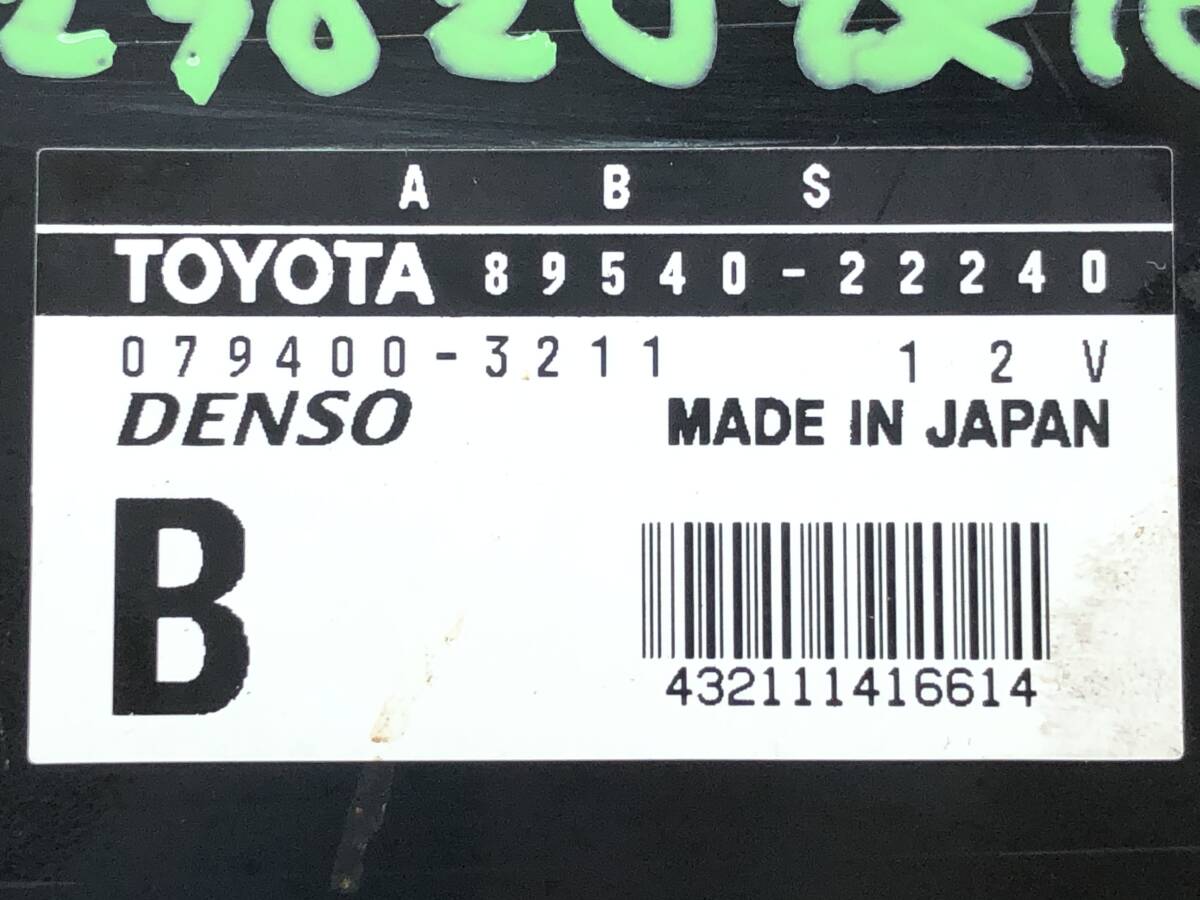 A B S
TOYOTA 89540-22240
079400-3211 12V
DENSO MADE IN JAPAN
B
432111416614